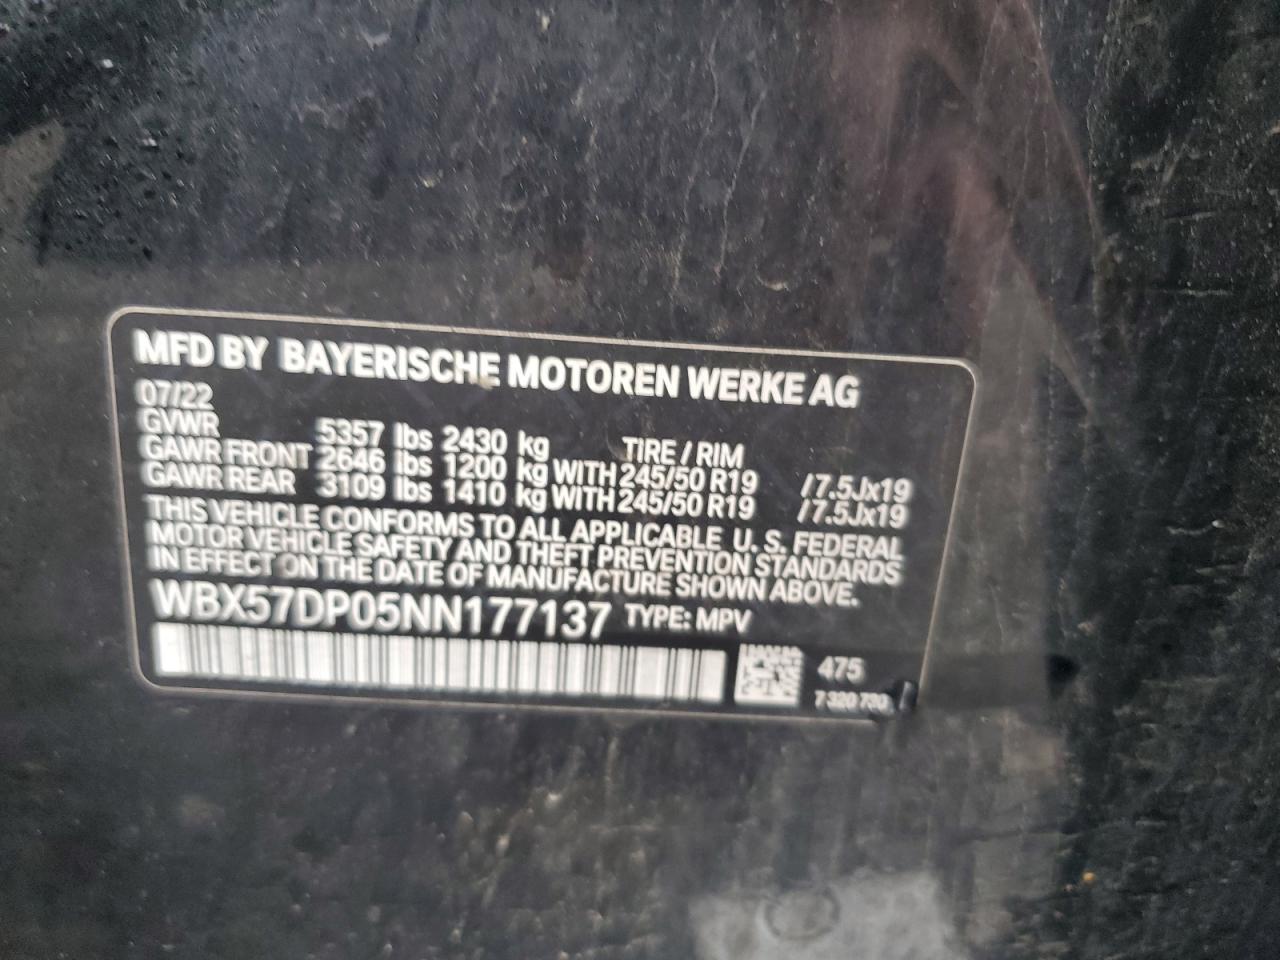 MFD BY BAYERISCHE MOTOREN WERKE AG
07/22
GVWR 5357 lbs 2430 kg TIRE / RIM
GAWR FRONT 2646 lbs 1200 kg WITH 245/50 R19 /7.5Jx19
GAWR REAR 3109 lbs 1410 kg WITH 245/50 R19 /7.5Jx19
THIS VEHICLE CONFORMS TO ALL APPLICABLE U. S. FEDERAL
MOTOR VEHICLE SAFETY AND THEFT PREVENTION STANDARDS
IN EFFECT ON THE DATE OF MANUFACTURE SHOWN ABOVE.
WBX57DP05NN177137 TYPE: MPV
475
7 320 730